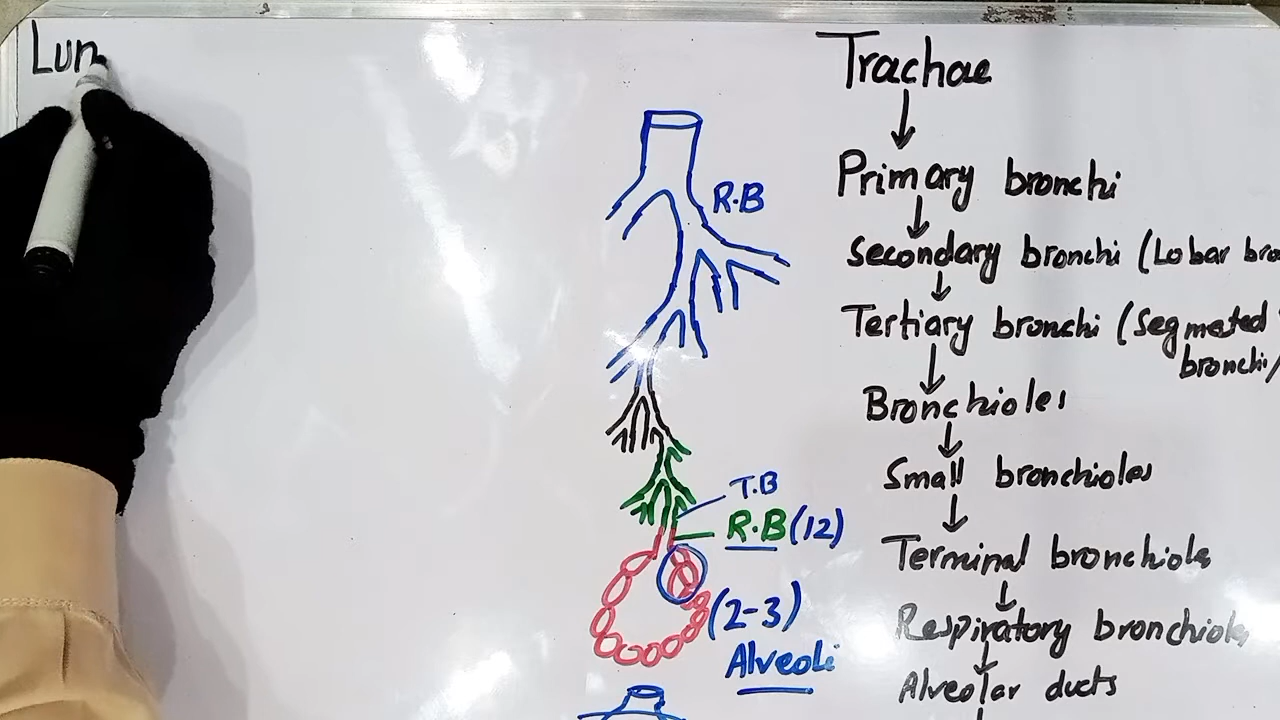 Lun
Trachae
Primary bronchi
R.B
Secondary bronchi (Lobar bro
Tertiary bronchi (Segmeted
bronchi)
Bronchioles
Small bronchioles
T.B
R.B (12)
Terminal bronchiole
(2-3)
Respiratory bronchiole
Alveoli
Alveolar ducts